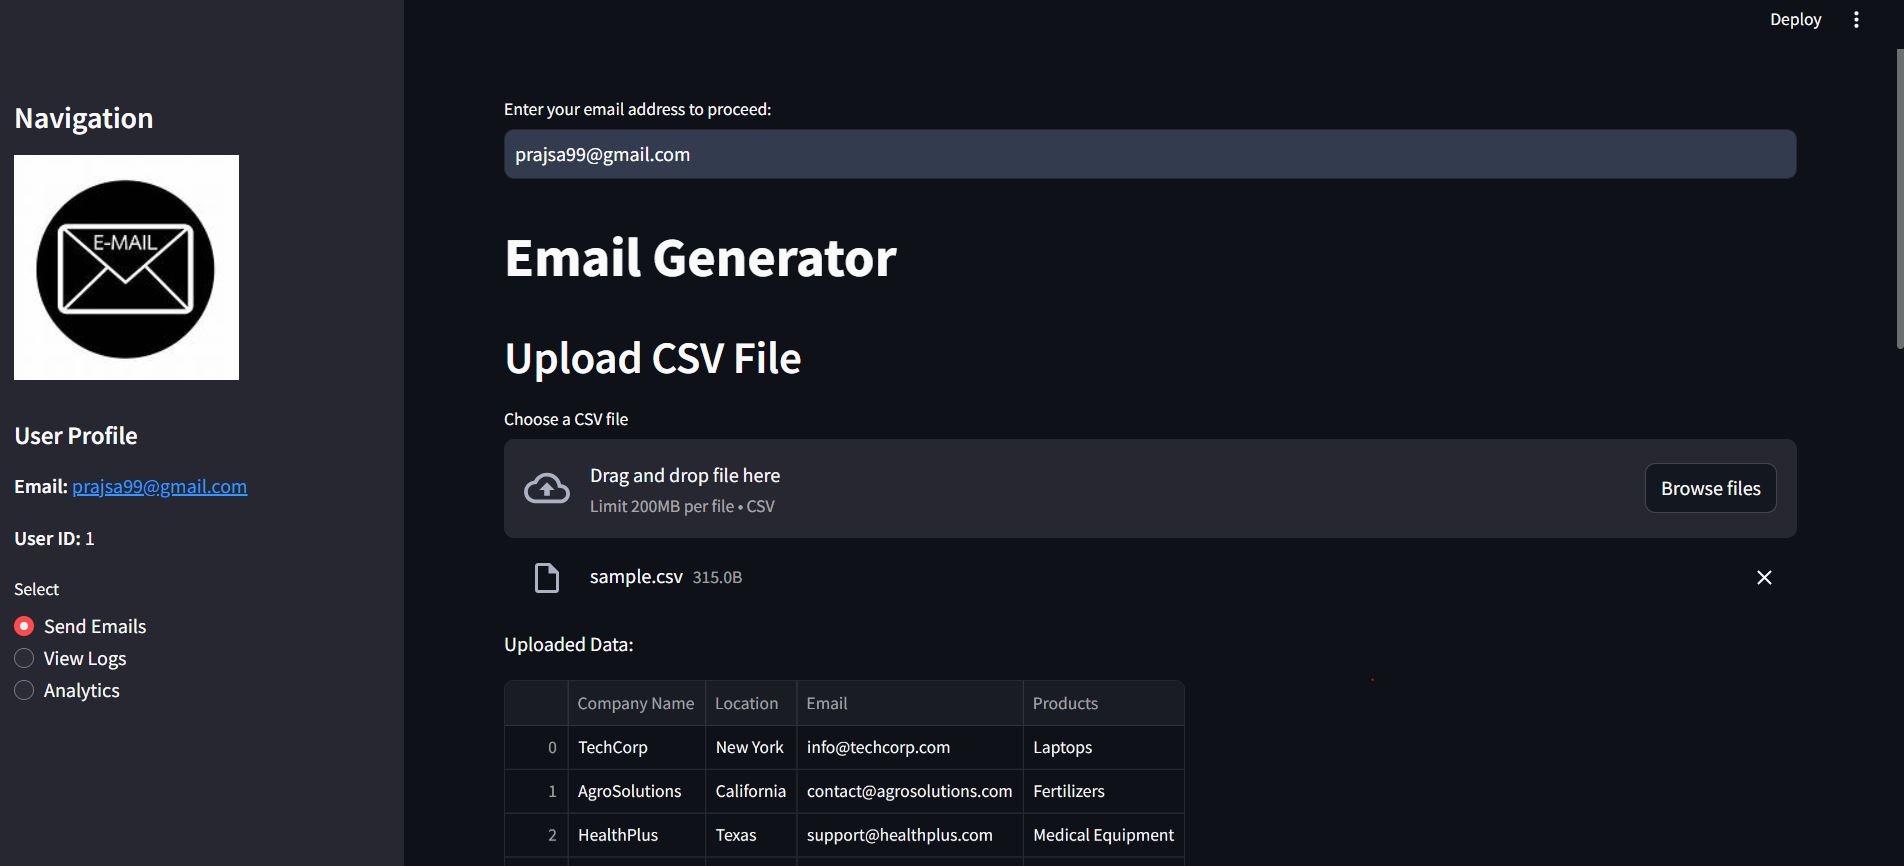 Deploy
Navigation
E-MAIL
User Profile
Email: prajsa99@gmail.com
User ID: 1
Select
Send Emails
View Logs
Analytics
Enter your email address to proceed:
prajsa99@gmail.com
Email Generator
Upload CSV File
Choose a CSV file
Drag and drop file here
Limit 200MB per file • CSV
Browse files
sample.csv 315.0B
Uploaded Data:
Company Name Location Email Products
0 TechCorp New York info@techcorp.com Laptops
1 AgroSolutions California contact@agrosolutions.com Fertilizers
2 HealthPlus Texas support@healthplus.com Medical Equipment